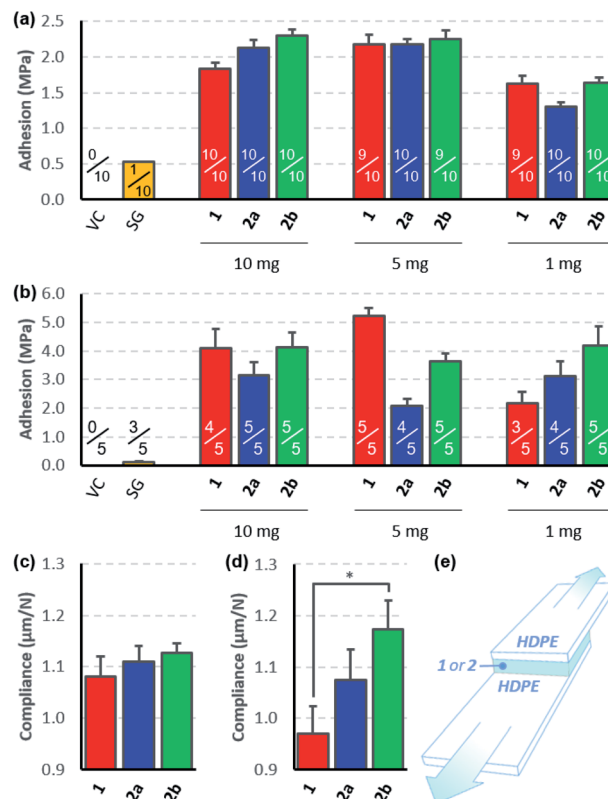 (a)
Adhesion (MPa)
2.5
2.0
1.5
1.0
0.5
0.0
0/10
1/10
10/10
10/10
10/10
9/10
10/10
9/10
9/10
10/10
10/10
VC
SG
1
2a
2b
1
2a
2b
1
2a
2b
10 mg
5 mg
1 mg
(b)
Adhesion (MPa)
6.0
5.0
4.0
3.0
2.0
1.0
0.0
0/5
3/5
4/5
5/5
5/5
5/5
4/5
5/5
3/5
4/5
5/5
VC
SG
1
2a
2b
1
2a
2b
1
2a
2b
10 mg
5 mg
1 mg
(c)
Compliance (µm/N)
1.3
1.2
1.1
1.0
0.9
1
2a
2b
(d)
Compliance (µm/N)
1.3
1.2
1.1
1.0
0.9
*
1
2a
2b
(e)
HDPE
1 or 2
HDPE